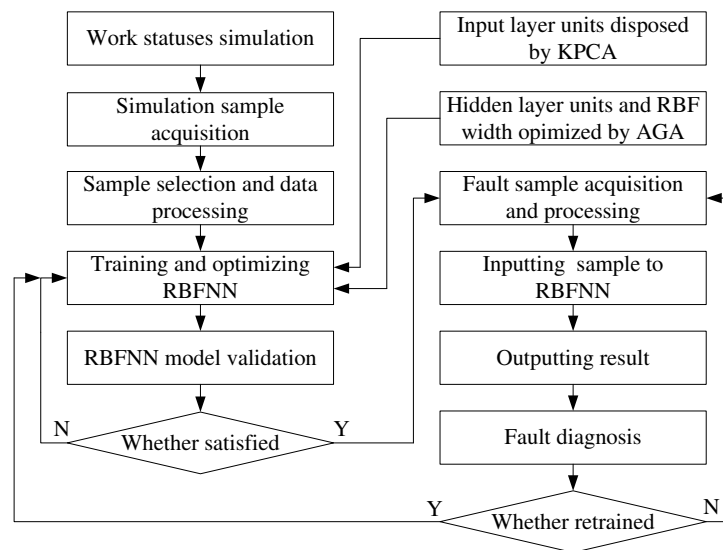 Work statuses simulation
Simulation sample
acquisition
Sample selection and data
processing
Training and optimizing
RBFNN
RBFNN model validation
Whether satisfied
N
Y
Input layer units disposed
by KPCA
Hidden layer units and RBF
width opimized by AGA
Fault sample acquisition
and processing
Inputting sample to
RBFNN
Outputting result
Fault diagnosis
Whether retrained
Y
N